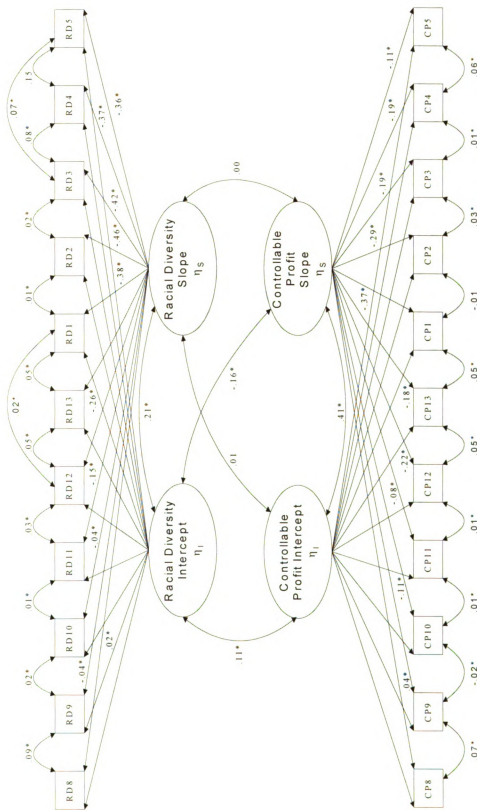 .02* .07*
.09* .02* .01* .03* .05* .05* .01* .02* .08* .15
RD8 RD9 RD10 RD11 RD12 RD13 RD1 RD2 RD3 RD4 RD5
-.04* .02* -.04* -.15* -.26* -.38* -.46* -.42* -.37* -.36*
.21*
Racial Diversity
Intercept
ηI
Racial Diversity
Slope
ηS
.11* .01 -.16* .00
Controllable
Profit Intercept
ηI
Controllable
Profit
Slope
ηS
.41*
.04* -.11* -.08* -.22* -.18* -.37* -.29* -.19* -.19* -.11*
CP8 CP9 CP10 CP11 CP12 CP13 CP1 CP2 CP3 CP4 CP5
.07* -.02* .01* .01* .05* .05* -.01 .03* .01* .06*